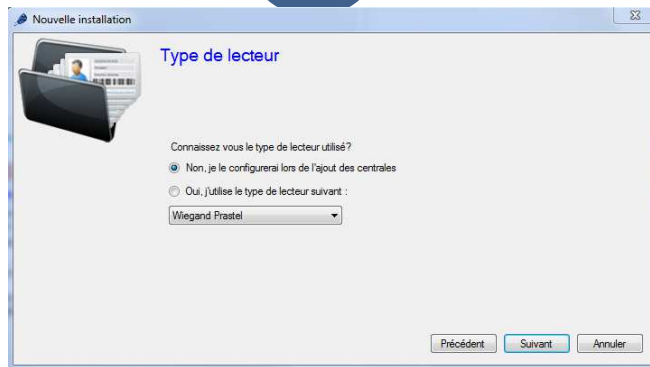 Nouvelle installation
Type de lecteur
Connaissez vous le type de lecteur utilisé?
Non, je le configurerai lors de l'ajout des centrales
Oui, j'utilise le type de lecteur suivant :
Wiegand Prastel
Précédent Suivant Annuler